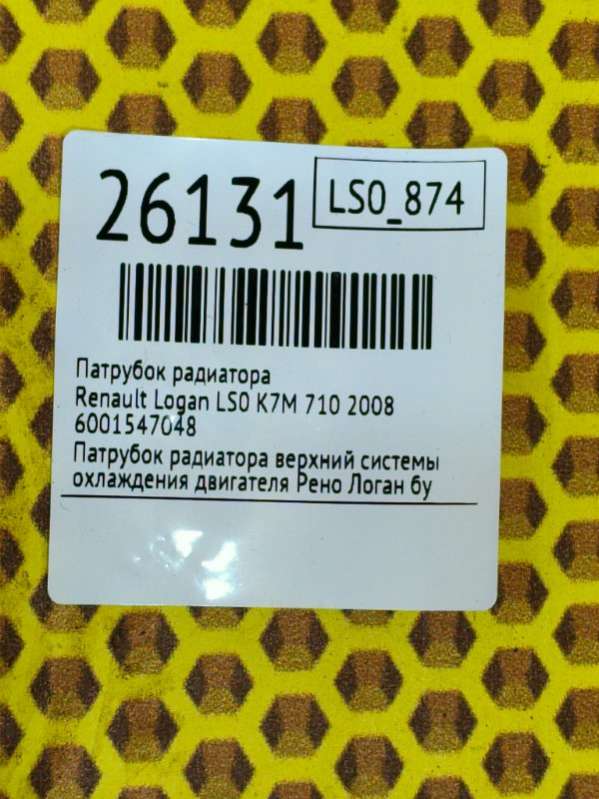 26131
LS0_874
Патрубок радиатора
Renault Logan LS0 K7M 710 2008
6001547048
Патрубок радиатора верхний системы
охлаждения двигателя Рено Логан бу